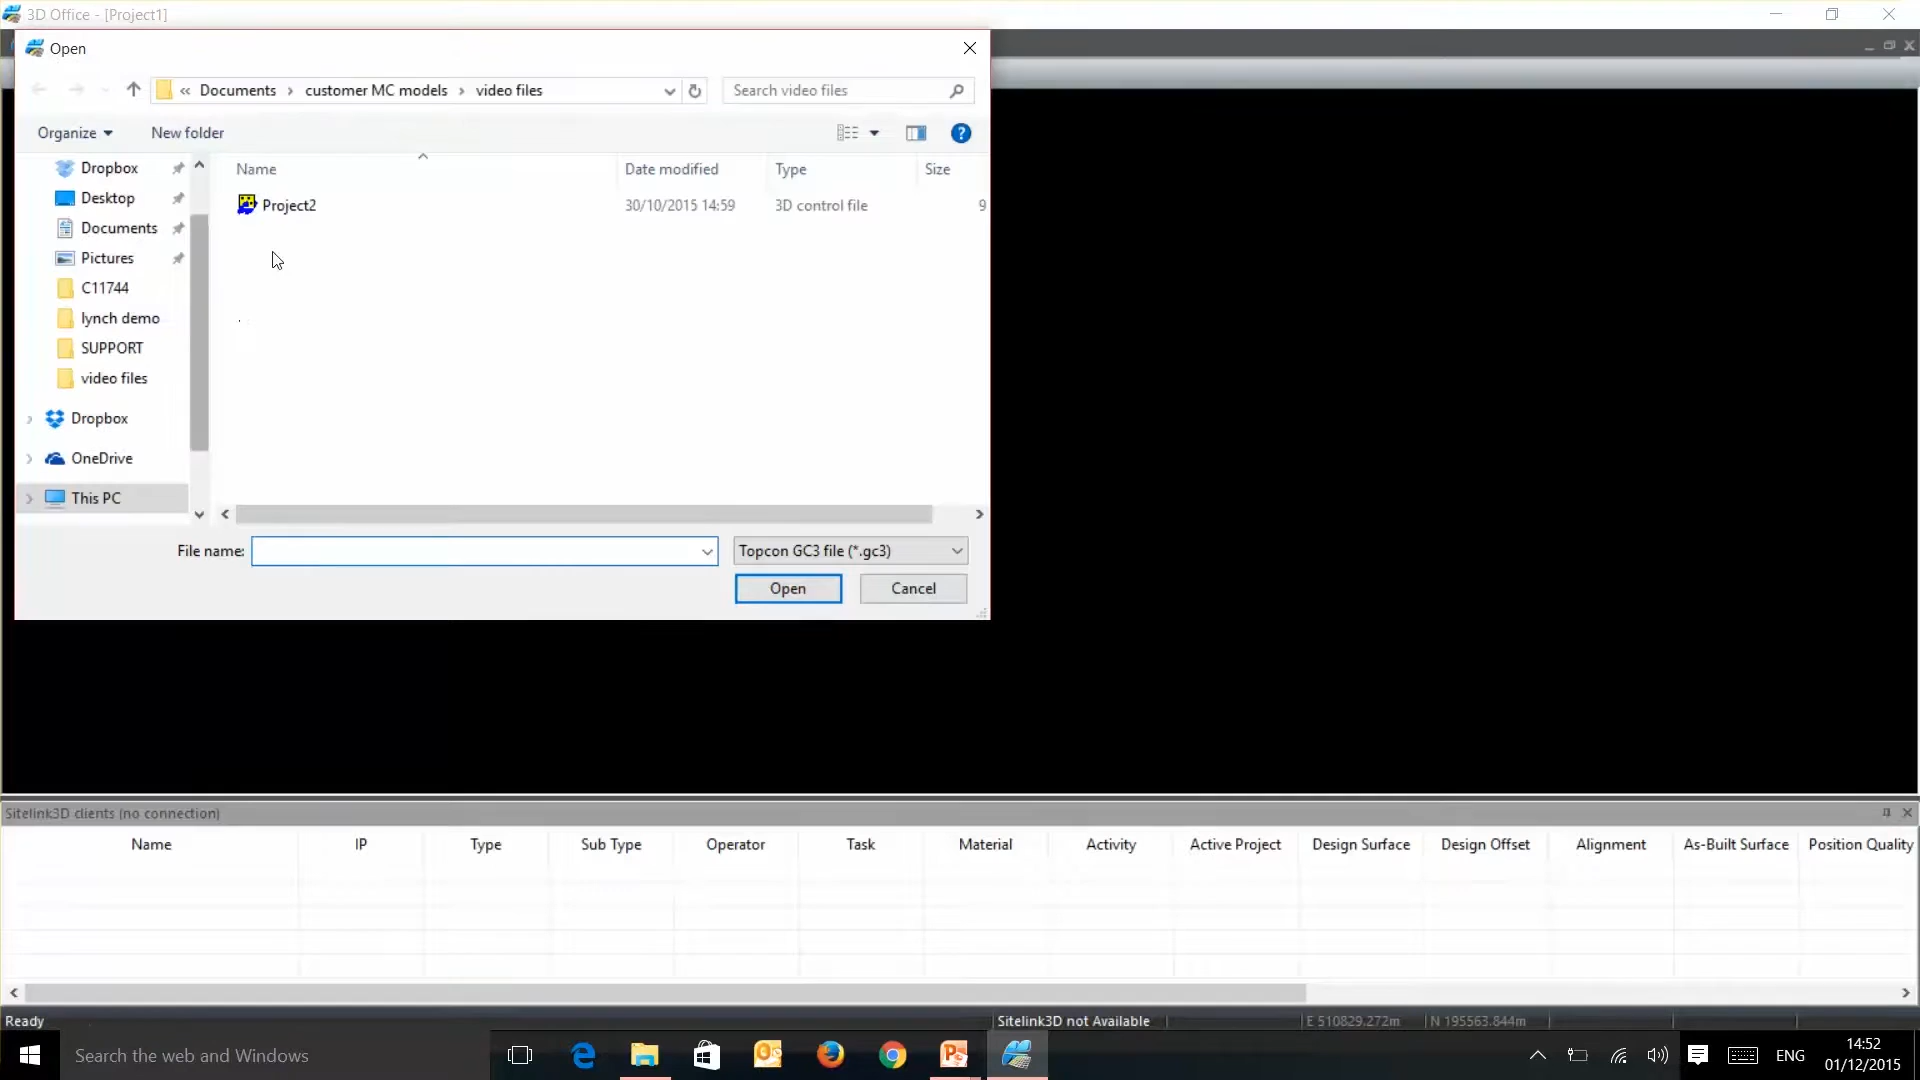 3D Office - [Project1]
Open
« Documents › customer MC models › video files
Search video files
Organize
New folder
Name
Date modified
Type
Size
Dropbox
Desktop
Documents
Pictures
C11744
lynch demo
SUPPORT
video files
Dropbox
OneDrive
This PC
Project2
30/10/2015 14:59
3D control file
9
File name:
Topcon GC3 file (*.gc3)
Open
Cancel
Sitelink3D clients (no connection)
Name
IP
Type
Sub Type
Operator
Task
Material
Activity
Active Project
Design Surface
Design Offset
Alignment
As-Built Surface
Position Quality
Ready
Sitelink3D not Available
E 510829.272m
N 195563.844m
Search the web and Windows
ENG
14:52
01/12/2015